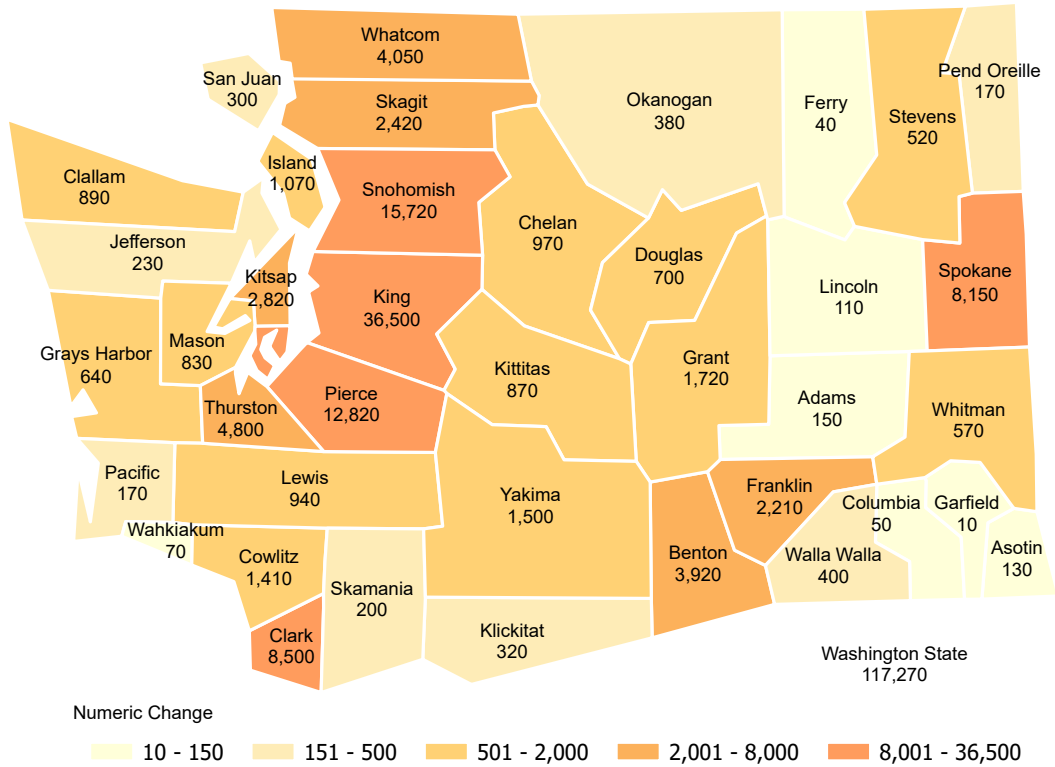 Whatcom
4,050
San Juan
300
Skagit
2,420
Okanogan
380
Ferry
40
Stevens
520
Pend Oreille
170
Island
1,070
Clallam
890
Snohomish
15,720
Chelan
970
Jefferson
230
Douglas
700
Kitsap
2,820
King
36,500
Lincoln
110
Spokane
8,150
Mason
830
Grays Harbor
640
Kittitas
870
Grant
1,720
Thurston
4,800
Pierce
12,820
Adams
150
Whitman
570
Pacific
170
Lewis
940
Yakima
1,500
Franklin
2,210
Columbia
50
Garfield
10
Wahkiakum
70
Cowlitz
1,410
Skamania
200
Benton
3,920
Walla Walla
400
Asotin
130
Clark
8,500
Klickitat
320
Washington State
117,270
Numeric Change
10 - 150 151 - 500 501 - 2,000 2,001 - 8,000 8,001 - 36,500